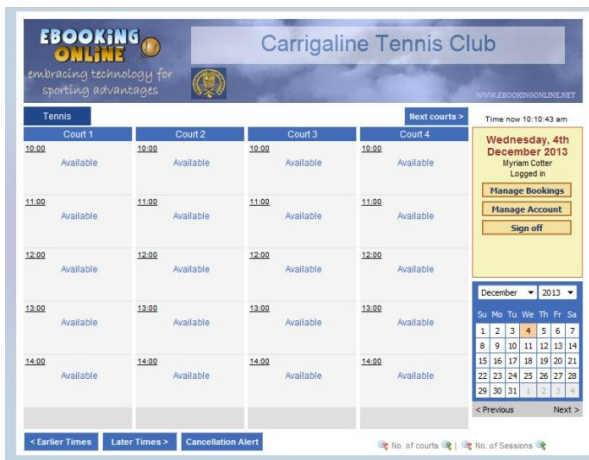 EBOOKING
ONLINE
embracing technology for
sporting advantages
Carrigaline Tennis Club
WWW.EBOOKINGONLINE.NET
Tennis
Next courts >
Time now 10:10:43 am
Court 1 Court 2 Court 3 Court 4
10:00 10:00 10:00 10:00
Available Available Available Available
11:00 11:00 11:00 11:00
Available Available Available Available
12:00 12:00 12:00 12:00
Available Available Available Available
13:00 13:00 13:00 13:00
Available Available Available Available
14:00 14:00 14:00 14:00
Available Available Available Available
Wednesday, 4th
December 2013
Myriam Cotter
Logged in
Manage Bookings
Manage Account
Sign off
December 2013
Su Mo Tu We Th Fr Sa
1 2 3 4 5 6 7
8 9 10 11 12 13 14
15 16 17 18 19 20 21
22 23 24 25 26 27 28
29 30 31 1 2 3 4
< Previous Next >
< Earlier Times Later Times > Cancellation Alert
No. of courts | No. of Sessions